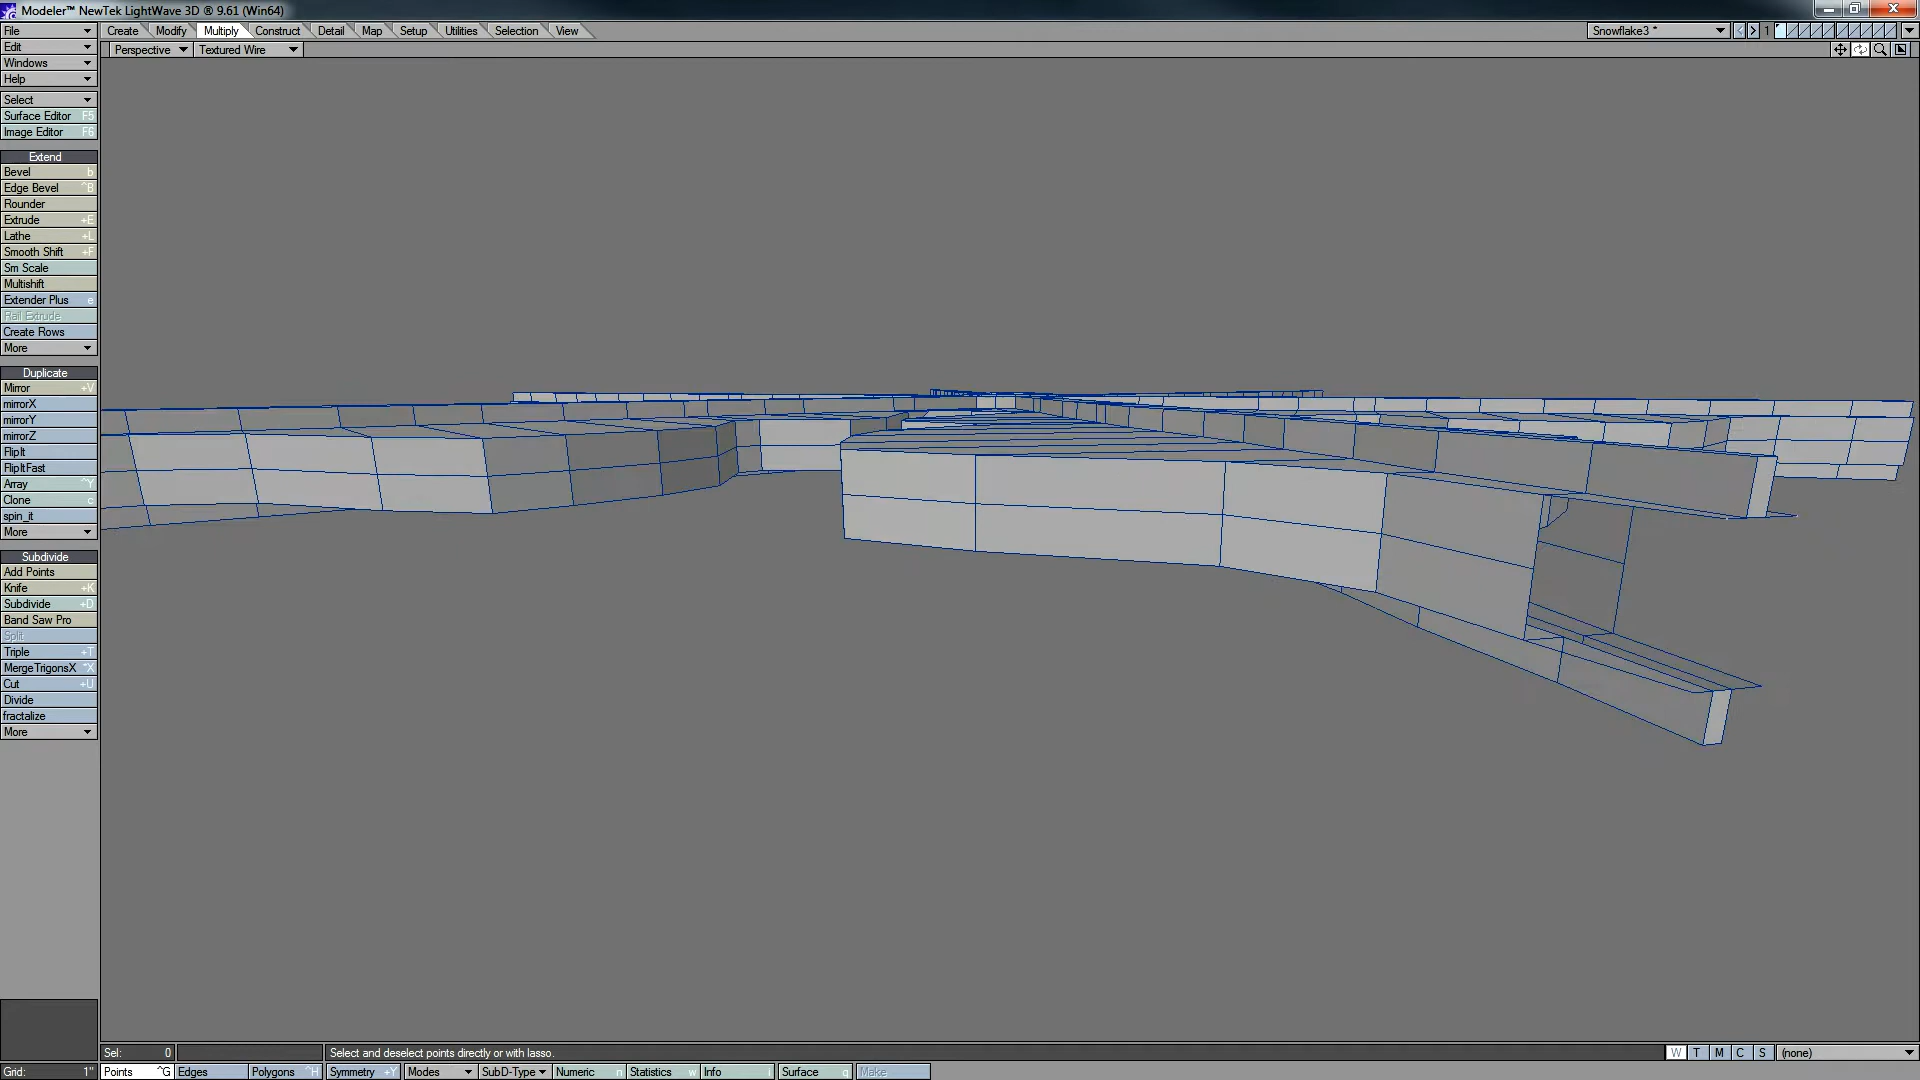 Modeler™ NewTek LightWave 3D ® 9.61 (Win64)
File
Edit
Windows
Help
Create Modify Multiply Construct Detail Map Setup Utilities Selection View
Snowflake3 *
1
Perspective Textured Wire
Select
Surface Editor F5
Image Editor F6
Extend
Bevel b
Edge Bevel ^B
Rounder
Extrude +E
Lathe +L
Smooth Shift +F
Sm Scale
Multishift
Extender Plus e
Rail Extrude
Create Rows
More
Duplicate
Mirror +V
mirrorX
mirrorY
mirrorZ
FlipIt
FlipItFast
Array ^Y
Clone c
spin_it
More
Subdivide
Add Points
Knife +K
Subdivide +D
Band Saw Pro
Split
Triple +T
MergeTrigonsX ^X
Cut +U
Divide
fractalize
More
Sel: 0
Select and deselect points directly or with lasso.
W T M C S (none)
Grid: 1"
Points ^G Edges Polygons ^H Symmetry +Y Modes SubD-Type Numeric n Statistics w Info i Surface q Make